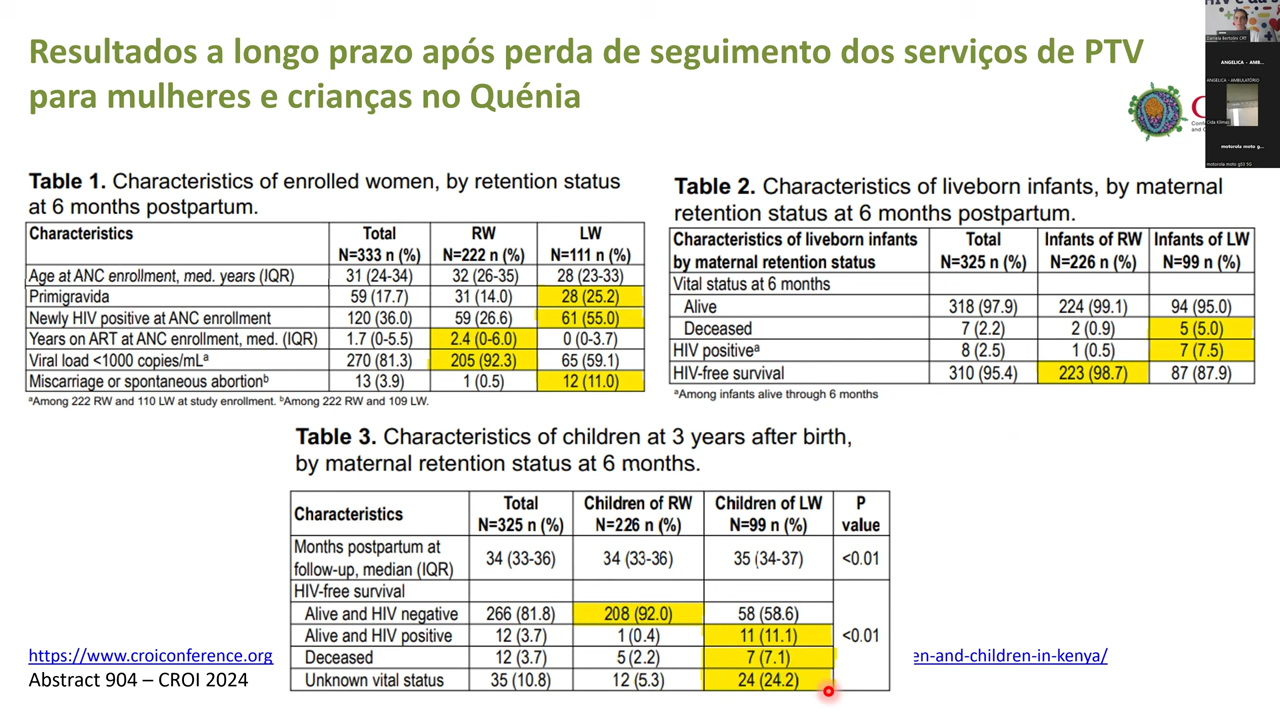 Resultados a longo prazo após perda de seguimento dos serviços de PTV
para mulheres e crianças no Quénia
Daniela Bertolini CRT
ANGELICA - AMB...
ANGELICA - AMBULATÓRIO
Cida Klimas
motorola moto g...
motorola moto g53 5G
Table 1. Characteristics of enrolled women, by retention status
at 6 months postpartum.
Characteristics Total N=333 n (%) RW N=222 n (%) LW N=111 n (%)
Age at ANC enrollment, med. years (IQR) 31 (24-34) 32 (26-35) 28 (23-33)
Primigravida 59 (17.7) 31 (14.0) 28 (25.2)
Newly HIV positive at ANC enrollment 120 (36.0) 59 (26.6) 61 (55.0)
Years on ART at ANC enrollment, med. (IQR) 1.7 (0-5.5) 2.4 (0-6.0) 0 (0-3.7)
Viral load <1000 copies/mLa 270 (81.3) 205 (92.3) 65 (59.1)
Miscarriage or spontaneous abortionb 13 (3.9) 1 (0.5) 12 (11.0)
aAmong 222 RW and 110 LW at study enrollment. bAmong 222 RW and 109 LW.
Table 2. Characteristics of liveborn infants, by maternal
retention status at 6 months postpartum.
Characteristics of liveborn infants by maternal retention status Total N=325 n (%) Infants of RW N=226 n (%) Infants of LW N=99 n (%)
Vital status at 6 months
Alive 318 (97.9) 224 (99.1) 94 (95.0)
Deceased 7 (2.2) 2 (0.9) 5 (5.0)
HIV positivea 8 (2.5) 1 (0.5) 7 (7.5)
HIV-free survival 310 (95.4) 223 (98.7) 87 (87.9)
aAmong infants alive through 6 months
Table 3. Characteristics of children at 3 years after birth,
by maternal retention status at 6 months.
Characteristics Total N=325 n (%) Children of RW N=226 n (%) Children of LW N=99 n (%) P value
Months postpartum at follow-up, median (IQR) 34 (33-36) 34 (33-36) 35 (34-37) <0.01
HIV-free survival <0.01
Alive and HIV negative 266 (81.8) 208 (92.0) 58 (58.6)
Alive and HIV positive 12 (3.7) 1 (0.4) 11 (11.1)
Deceased 12 (3.7) 5 (2.2) 7 (7.1)
Unknown vital status 35 (10.8) 12 (5.3) 24 (24.2)
https://www.croiconference.org en-and-children-in-kenya/
Abstract 904 – CROI 2024